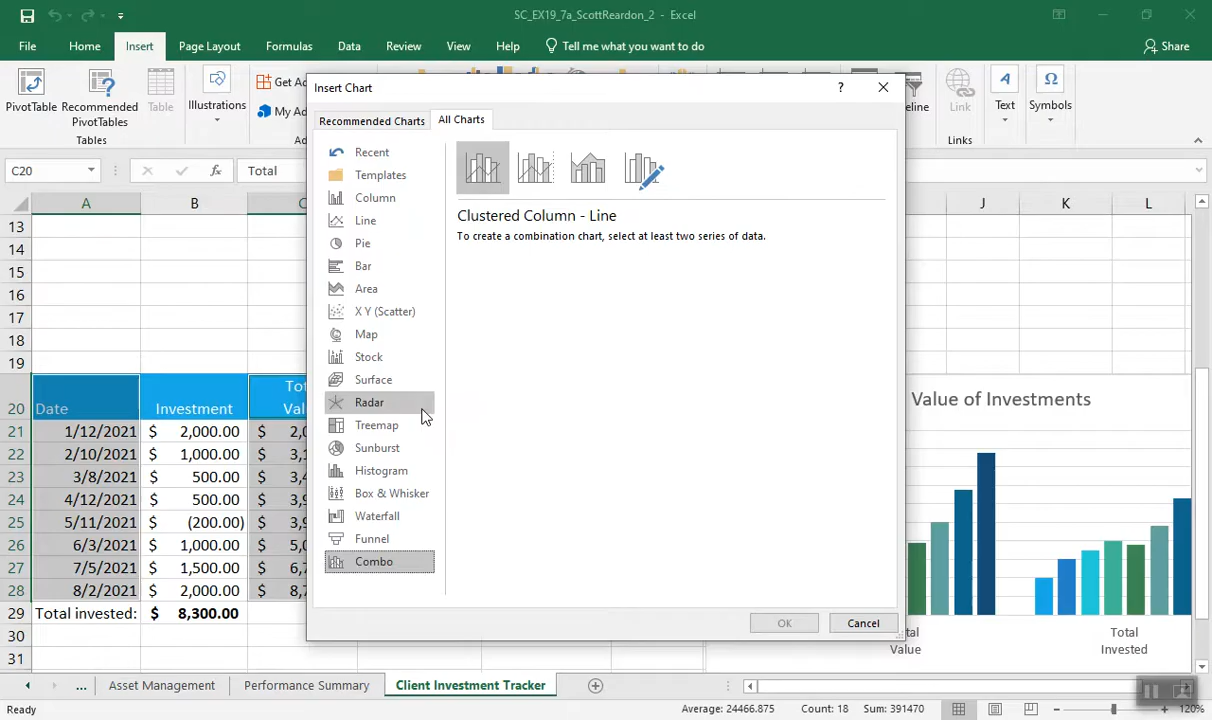 SC_EX19_7a_ScottReardon_2 - Excel
File Home Insert Page Layout Formulas Data Review View Help Tell me what you want to do Share
PivotTable Recommended PivotTables Table Illustrations Get Ad My Ad Link Text Symbols
Tables Ad Links
C20 fx Total
Insert Chart ?
Recommended Charts All Charts
Recent
Templates
Column
Line
Pie
Bar
Area
X Y (Scatter)
Map
Stock
Surface
Radar
Treemap
Sunburst
Histogram
Box & Whisker
Waterfall
Funnel
Combo
Clustered Column - Line
To create a combination chart, select at least two series of data.
OK Cancel
A B C J K L
13
14
15
16
17
18
19
20 Date Investment
21 1/12/2021 $ 2,000.00 $
22 2/10/2021 $ 1,000.00 $
23 3/8/2021 $ 500.00 $
24 4/12/2021 $ 500.00 $
25 5/11/2021 $ (200.00) $
26 6/3/2021 $ 1,000.00 $
27 7/5/2021 $ 1,500.00 $
28 8/2/2021 $ 2,000.00 $
29 Total invested: $ 8,300.00
30
31
Value of Investments
Value
Total
Invested
... Asset Management Performance Summary Client Investment Tracker
Ready Average: 24466.875 Count: 18 Sum: 391470 120%